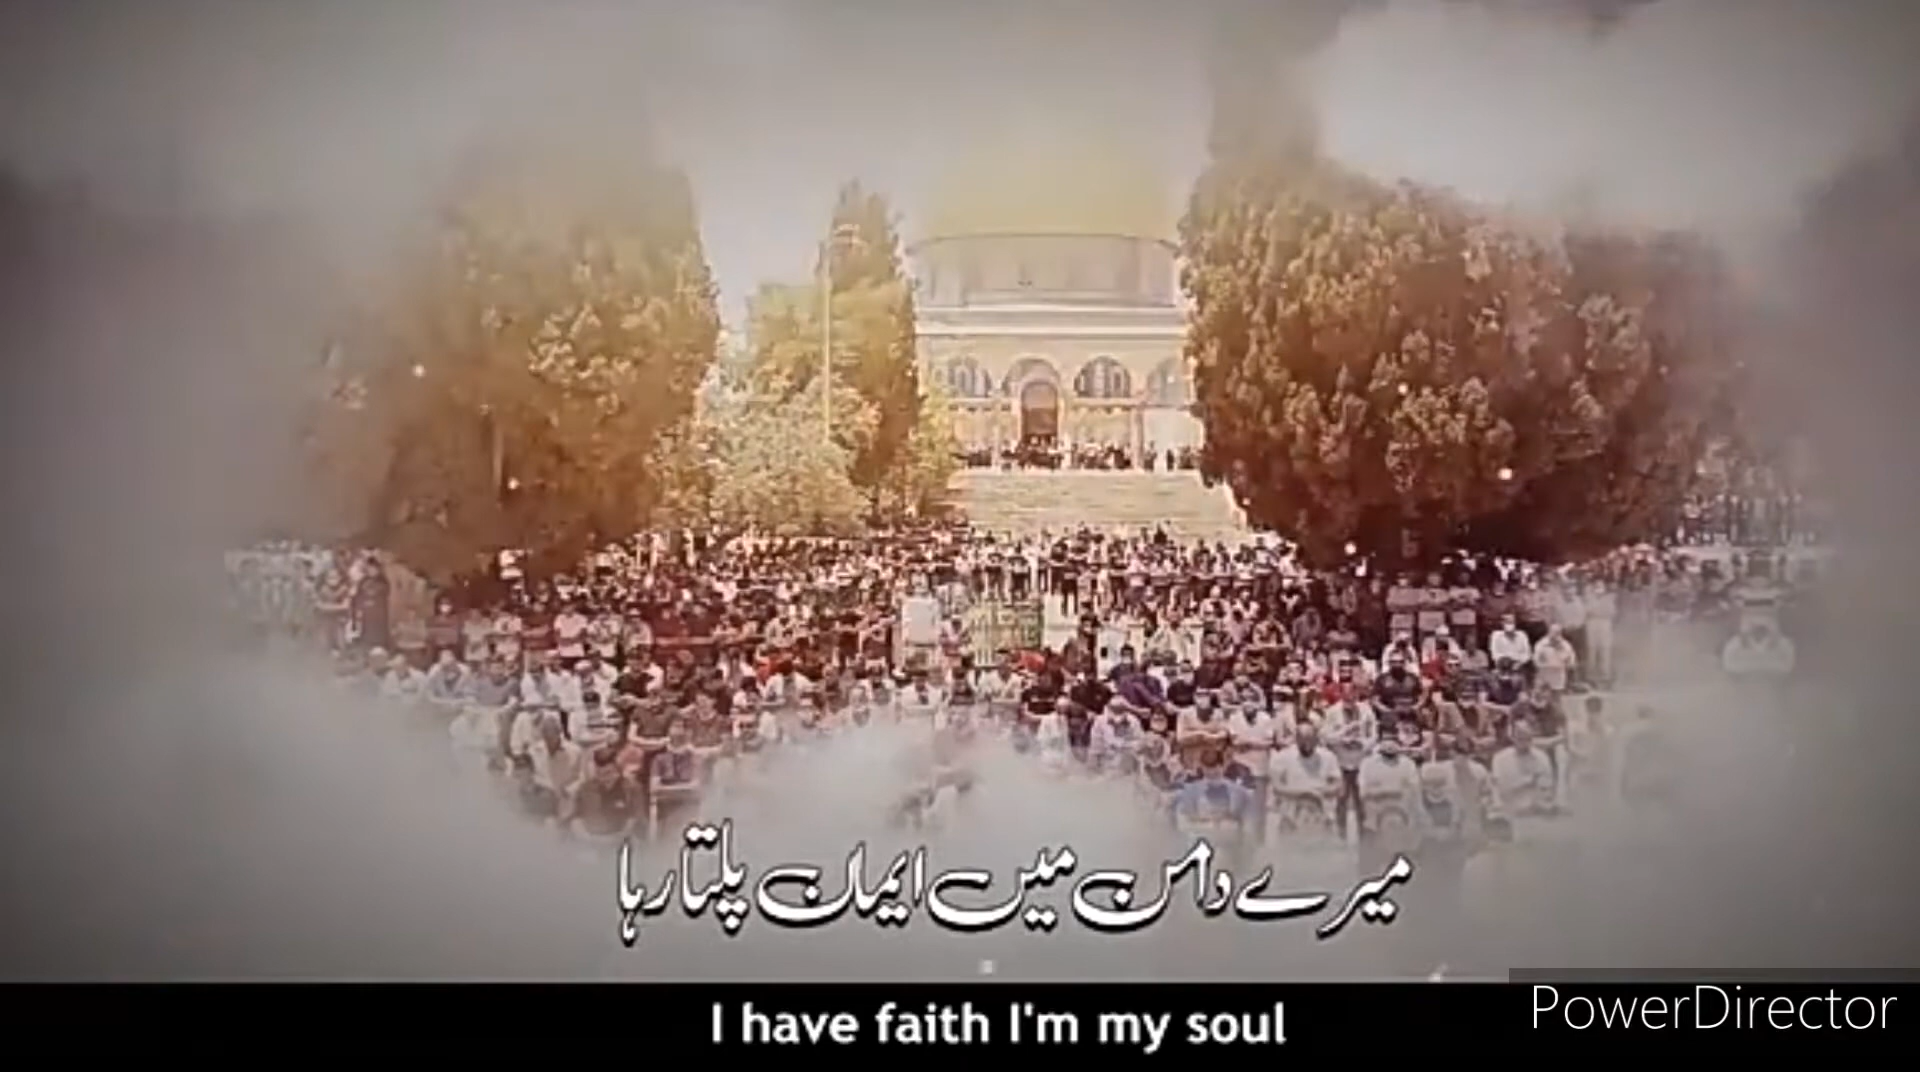 میرے دامن میں ایمان پلتا رہا
I have faith I'm my soul
PowerDirector